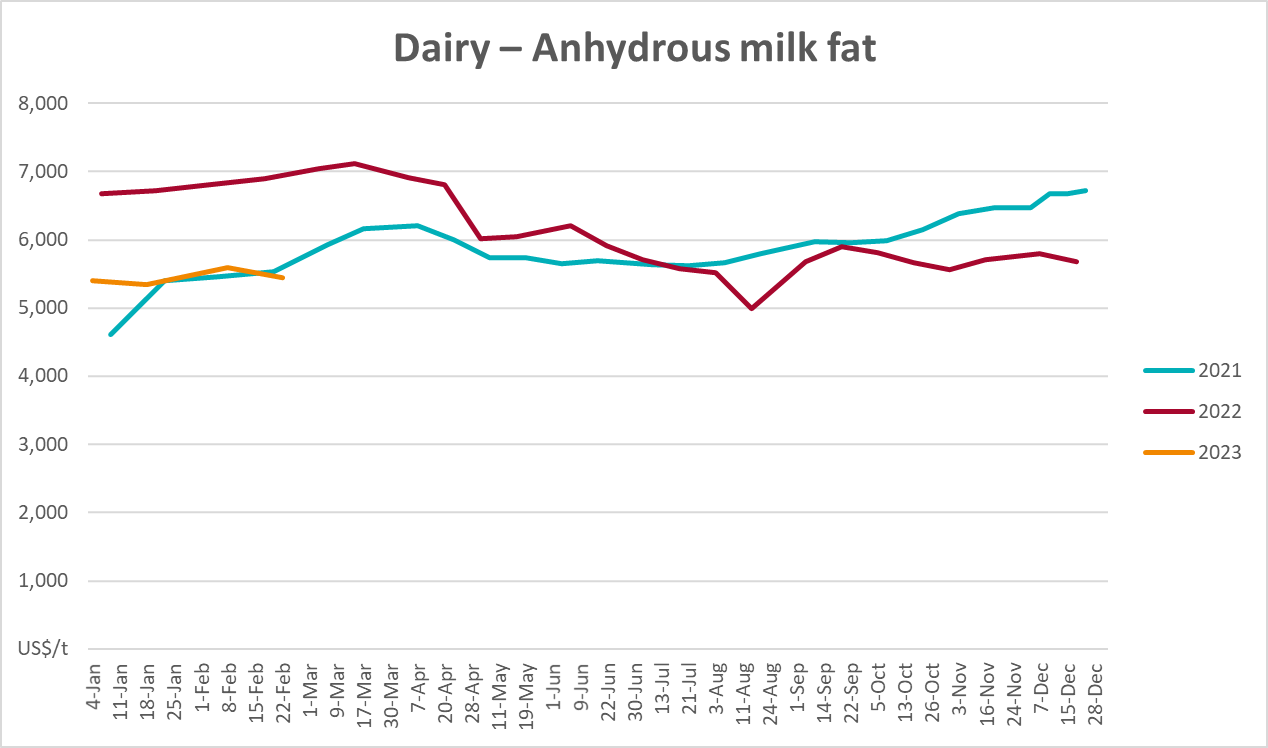 Dairy – Anhydrous milk fat
8,000
7,000
6,000
5,000
4,000
3,000
2,000
1,000
US$/t
4-Jan
11-Jan
18-Jan
25-Jan
1-Feb
8-Feb
15-Feb
22-Feb
1-Mar
9-Mar
17-Mar
30-Mar
7-Apr
20-Apr
28-Apr
11-May
19-May
1-Jun
9-Jun
22-Jun
30-Jun
13-Jul
21-Jul
3-Aug
11-Aug
24-Aug
1-Sep
14-Sep
22-Sep
5-Oct
13-Oct
26-Oct
3-Nov
16-Nov
24-Nov
7-Dec
15-Dec
28-Dec
2021
2022
2023